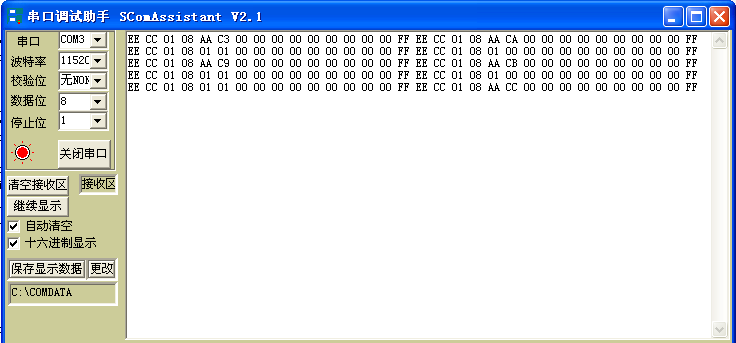 串口调试助手 SComAssistant V2.1
串口 COM3
波特率 11520
校验位 无NON
数据位 8
停止位 1
关闭串口
清空接收区 接收区
继续显示
自动清空
十六进制显示
保存显示数据 更改
C:\COMDATA
EE CC 01 08 AA C3 00 00 00 00 00 00 00 00 00 FF EE CC 01 08 AA CA 00 00 00 00 00 00 00 00 00 FF
EE CC 01 08 01 01 00 00 00 00 00 00 00 00 00 FF EE CC 01 08 01 00 00 00 00 00 00 00 00 00 00 FF
EE CC 01 08 AA C9 00 00 00 00 00 00 00 00 00 FF EE CC 01 08 AA CB 00 00 00 00 00 00 00 00 00 FF
EE CC 01 08 01 01 00 00 00 00 00 00 00 00 00 FF EE CC 01 08 01 00 00 00 00 00 00 00 00 00 00 FF
EE CC 01 08 01 01 00 00 00 00 00 00 00 00 00 FF EE CC 01 08 AA CC 00 00 00 00 00 00 00 00 00 FF